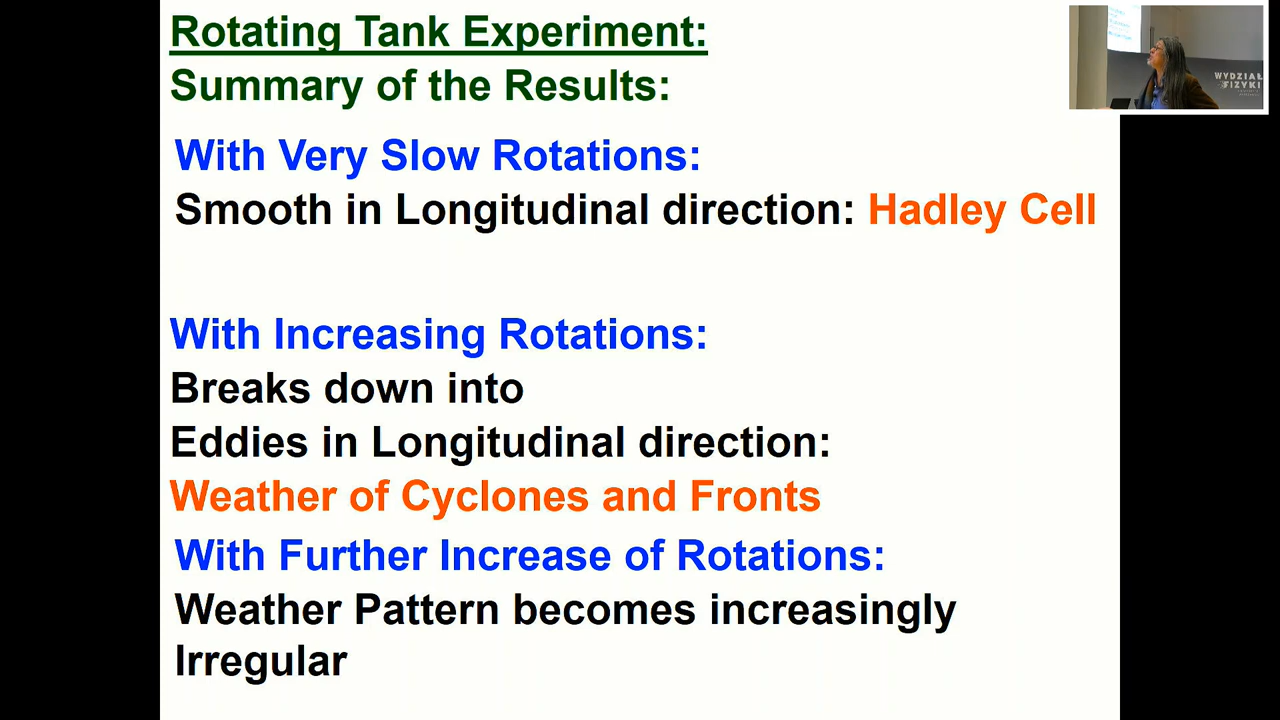 Rotating Tank Experiment:
Summary of the Results:
With Very Slow Rotations:
Smooth in Longitudinal direction: Hadley Cell
With Increasing Rotations:
Breaks down into
Eddies in Longitudinal direction:
Weather of Cyclones and Fronts
With Further Increase of Rotations:
Weather Pattern becomes increasingly
Irregular
WYDZIAŁ
FIZYKI